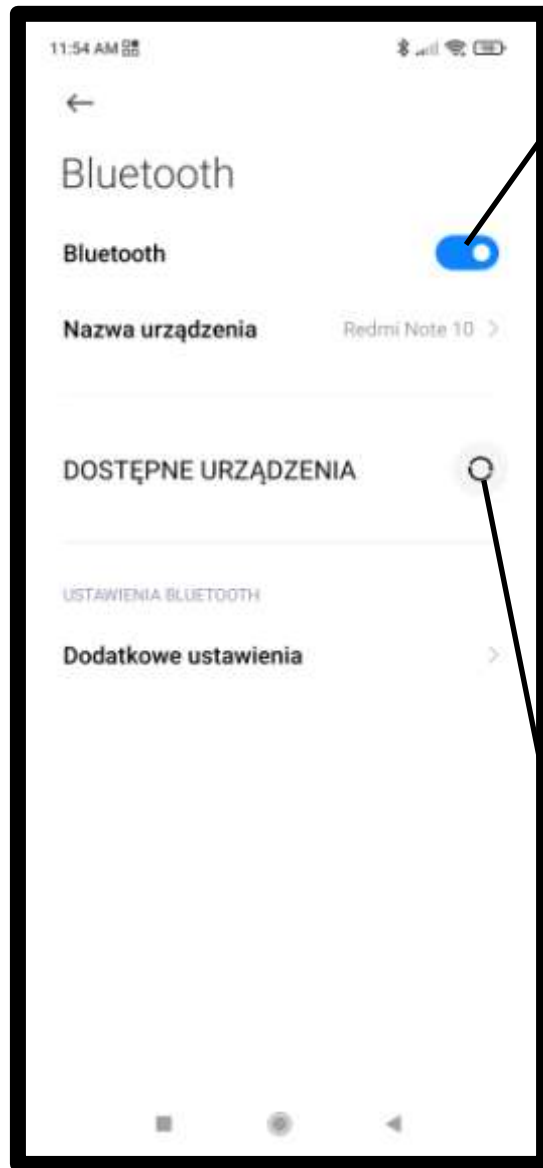 11:54 AM
Bluetooth
Bluetooth
Nazwa urządzenia Redmi Note 10
DOSTĘPNE URZĄDZENIA
USTAWIENIA BLUETOOTH
Dodatkowe ustawienia